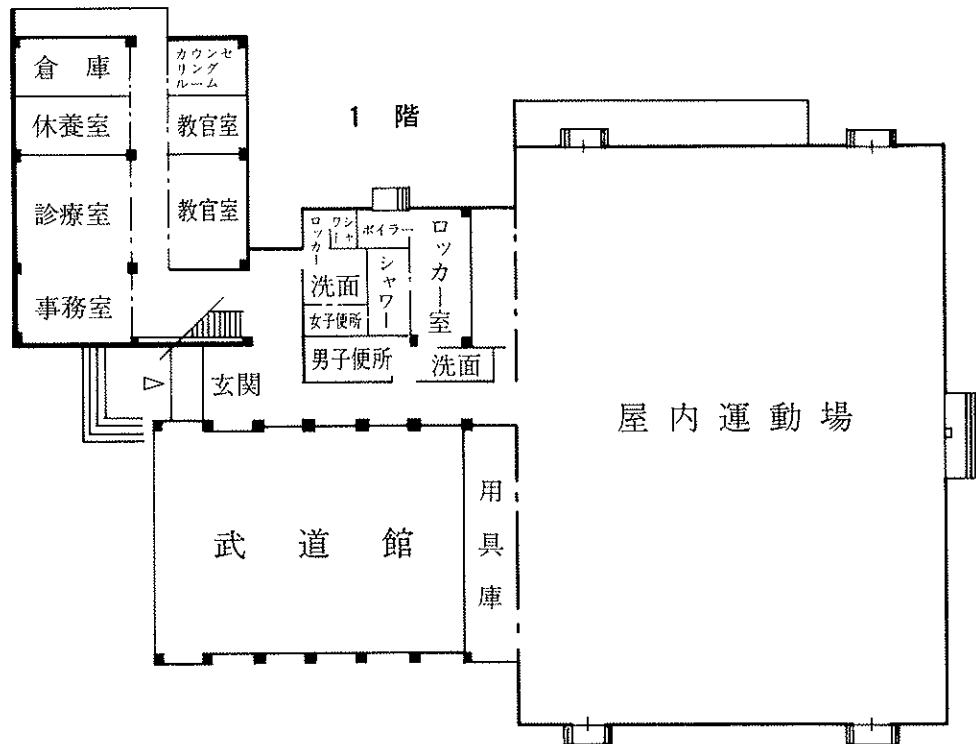 1 階
倉 庫
カウンセ
リング
ルーム
休養室
教官室
診療室
教官室
事務室
ロッカー
シャワー
ボイラー
ロッカー室
洗面
シャワー
女子便所
男子便所
洗面
玄関
屋内運動場
武道館
用具庫